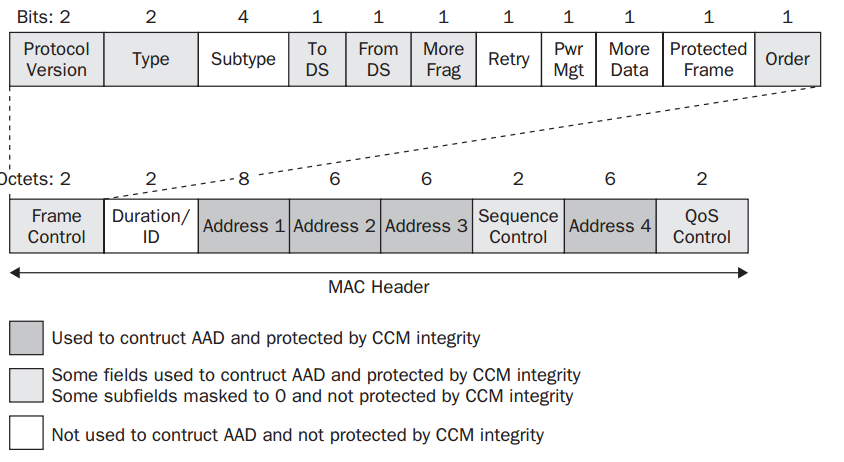 Bits: 2 2 4 1 1 1 1 1 1 1 1
Protocol Version Type Subtype To DS From DS More Frag Retry Pwr Mgt More Data Protected Frame Order
Octets: 2 2 8 6 6 2 6 2
Frame Control Duration/ ID Address 1 Address 2 Address 3 Sequence Control Address 4 QoS Control
MAC Header
Used to contruct AAD and protected by CCM integrity
Some fields used to contruct AAD and protected by CCM integrity
Some subfields masked to 0 and not protected by CCM integrity
Not used to contruct AAD and not protected by CCM integrity